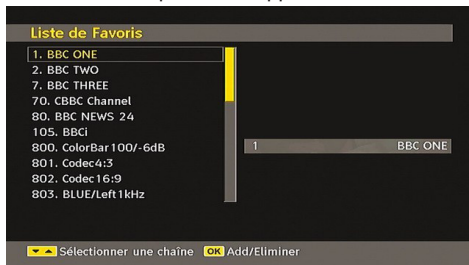 Liste de Favoris
1. BBC ONE
2. BBC TWO
7. BBC THREE
70. CBBC Channel
80. BBC NEWS 24
105. BBCi
800. ColorBar100/-6dB
801. Codec4:3
802. Codec16:9
803. BLUE/Left1kHz
1 BBC ONE
Sélectionner une chaîne OK Add/Eliminer